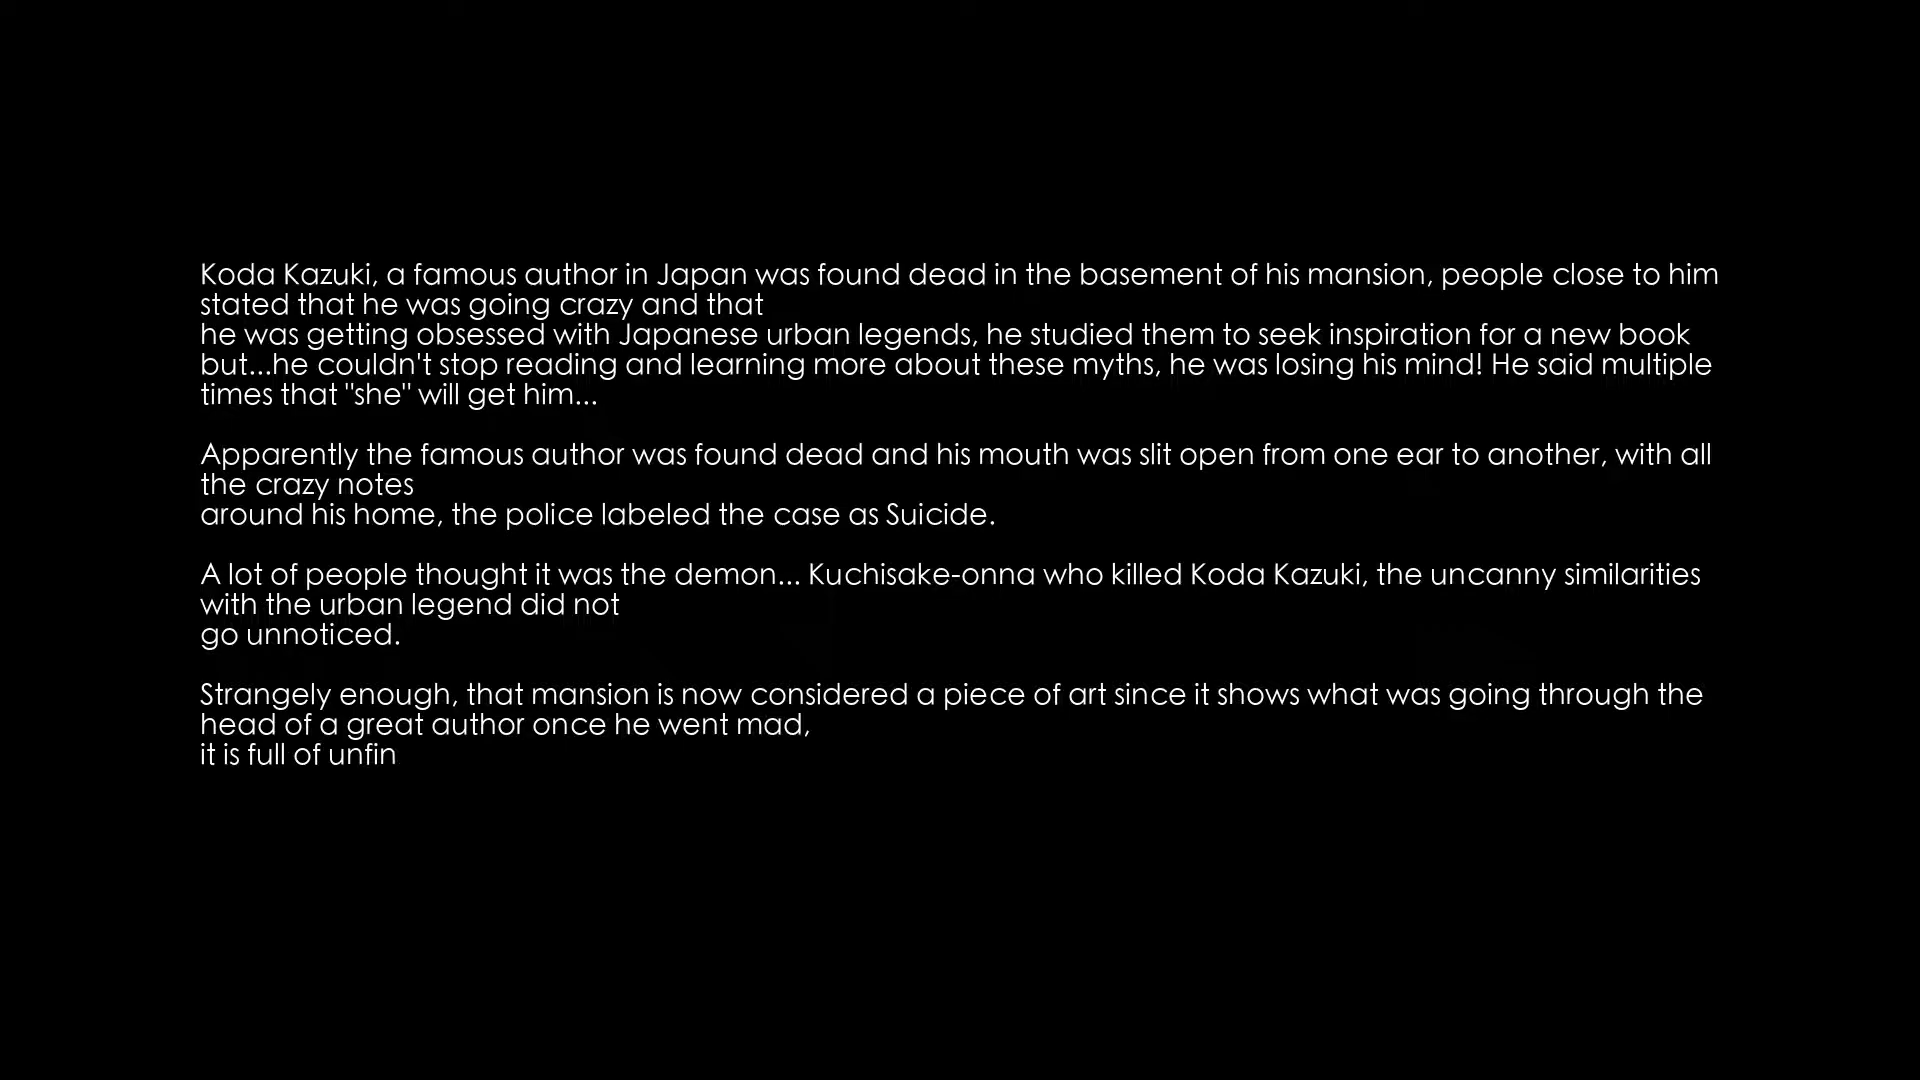 Koda Kazuki, a famous author in Japan was found dead in the basement of his mansion, people close to him
stated that he was going crazy and that
he was getting obsessed with Japanese urban legends, he studied them to seek inspiration for a new book
but...he couldn't stop reading and learning more about these myths, he was losing his mind! He said multiple
times that "she" will get him...
Apparently the famous author was found dead and his mouth was slit open from one ear to another, with all
the crazy notes
around his home, the police labeled the case as Suicide.
A lot of people thought it was the demon... Kuchisake-onna who killed Koda Kazuki, the uncanny similarities
with the urban legend did not
go unnoticed.
Strangely enough, that mansion is now considered a piece of art since it shows what was going through the
head of a great author once he went mad,
it is full of unfin